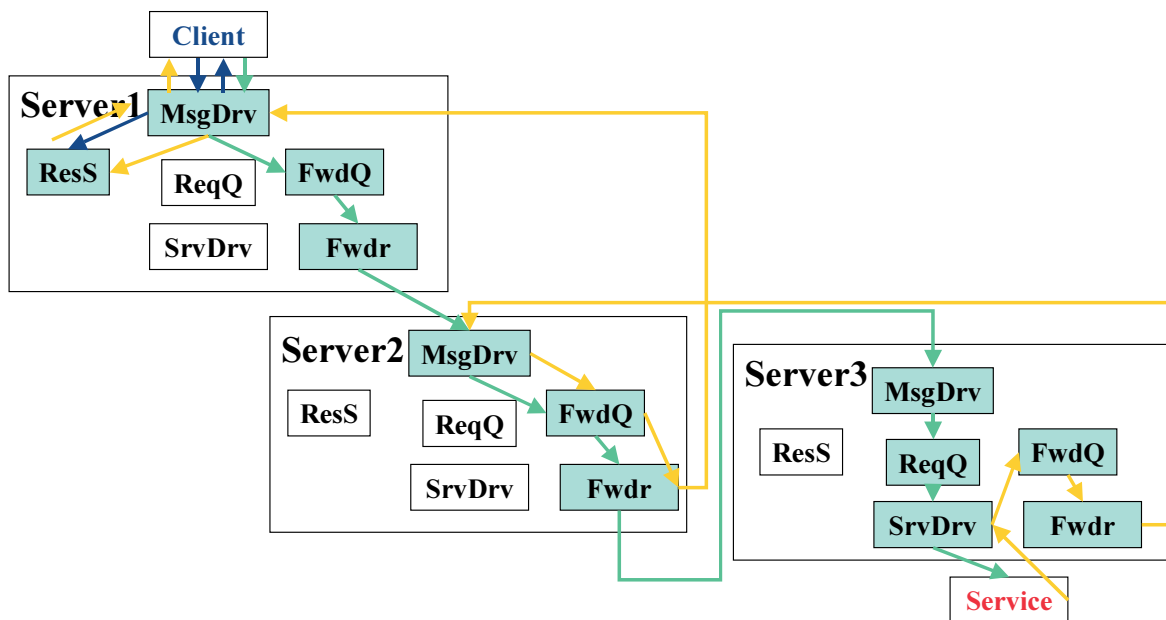 Client
Server1
MsgDrv
ResS
ReqQ
FwdQ
SrvDrv
Fwdr
Server2
MsgDrv
ResS
ReqQ
FwdQ
SrvDrv
Fwdr
Server3
MsgDrv
ResS
ReqQ
FwdQ
SrvDrv
Fwdr
Service